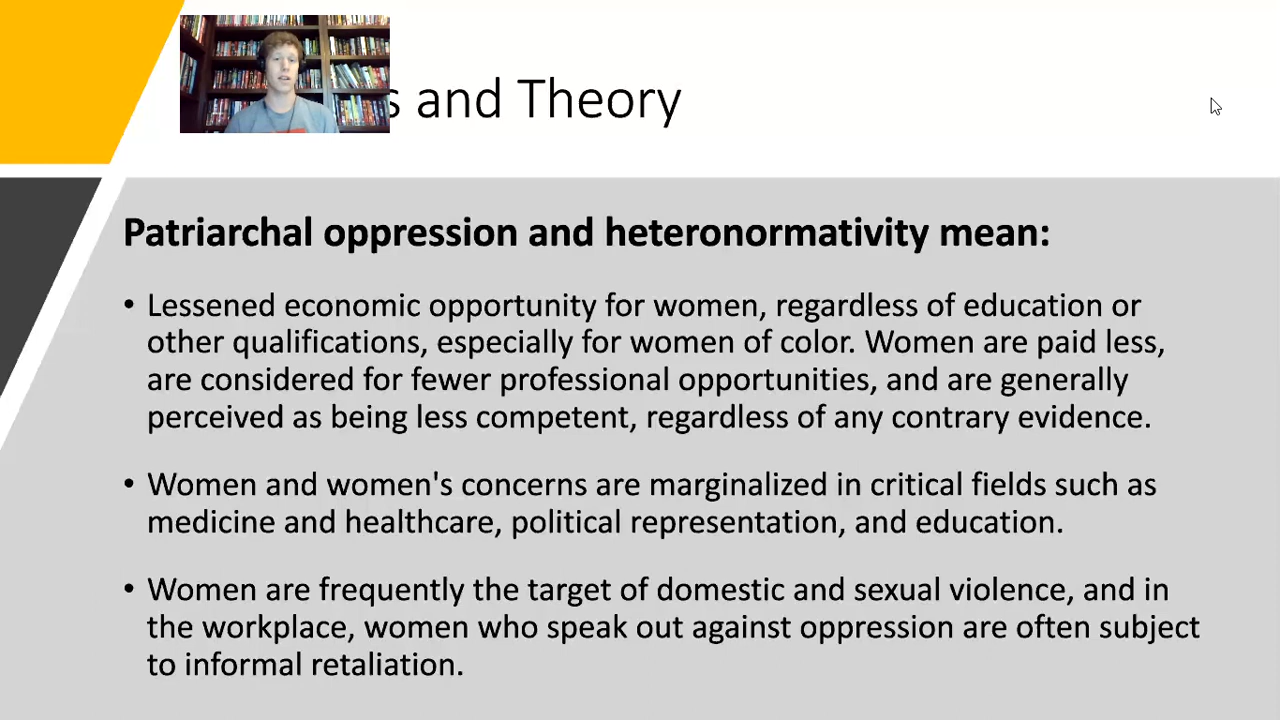 and Theory
Patriarchal oppression and heteronormativity mean:
• Lessened economic opportunity for women, regardless of education or
other qualifications, especially for women of color. Women are paid less,
are considered for fewer professional opportunities, and are generally
perceived as being less competent, regardless of any contrary evidence.
• Women and women's concerns are marginalized in critical fields such as
medicine and healthcare, political representation, and education.
• Women are frequently the target of domestic and sexual violence, and in
the workplace, women who speak out against oppression are often subject
to informal retaliation.